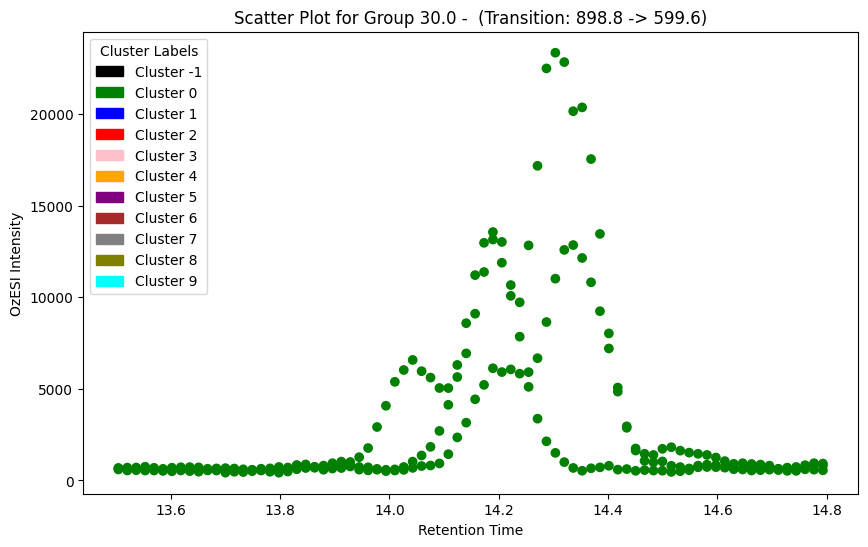 Scatter Plot for Group 30.0 -  (Transition: 898.8 -> 599.6)
Cluster Labels
Cluster -1
Cluster 0
Cluster 1
Cluster 2
Cluster 3
Cluster 4
Cluster 5
Cluster 6
Cluster 7
Cluster 8
Cluster 9
OzESI Intensity
20000
15000
10000
5000
0
13.6 13.8 14.0 14.2 14.4 14.6 14.8
Retention Time